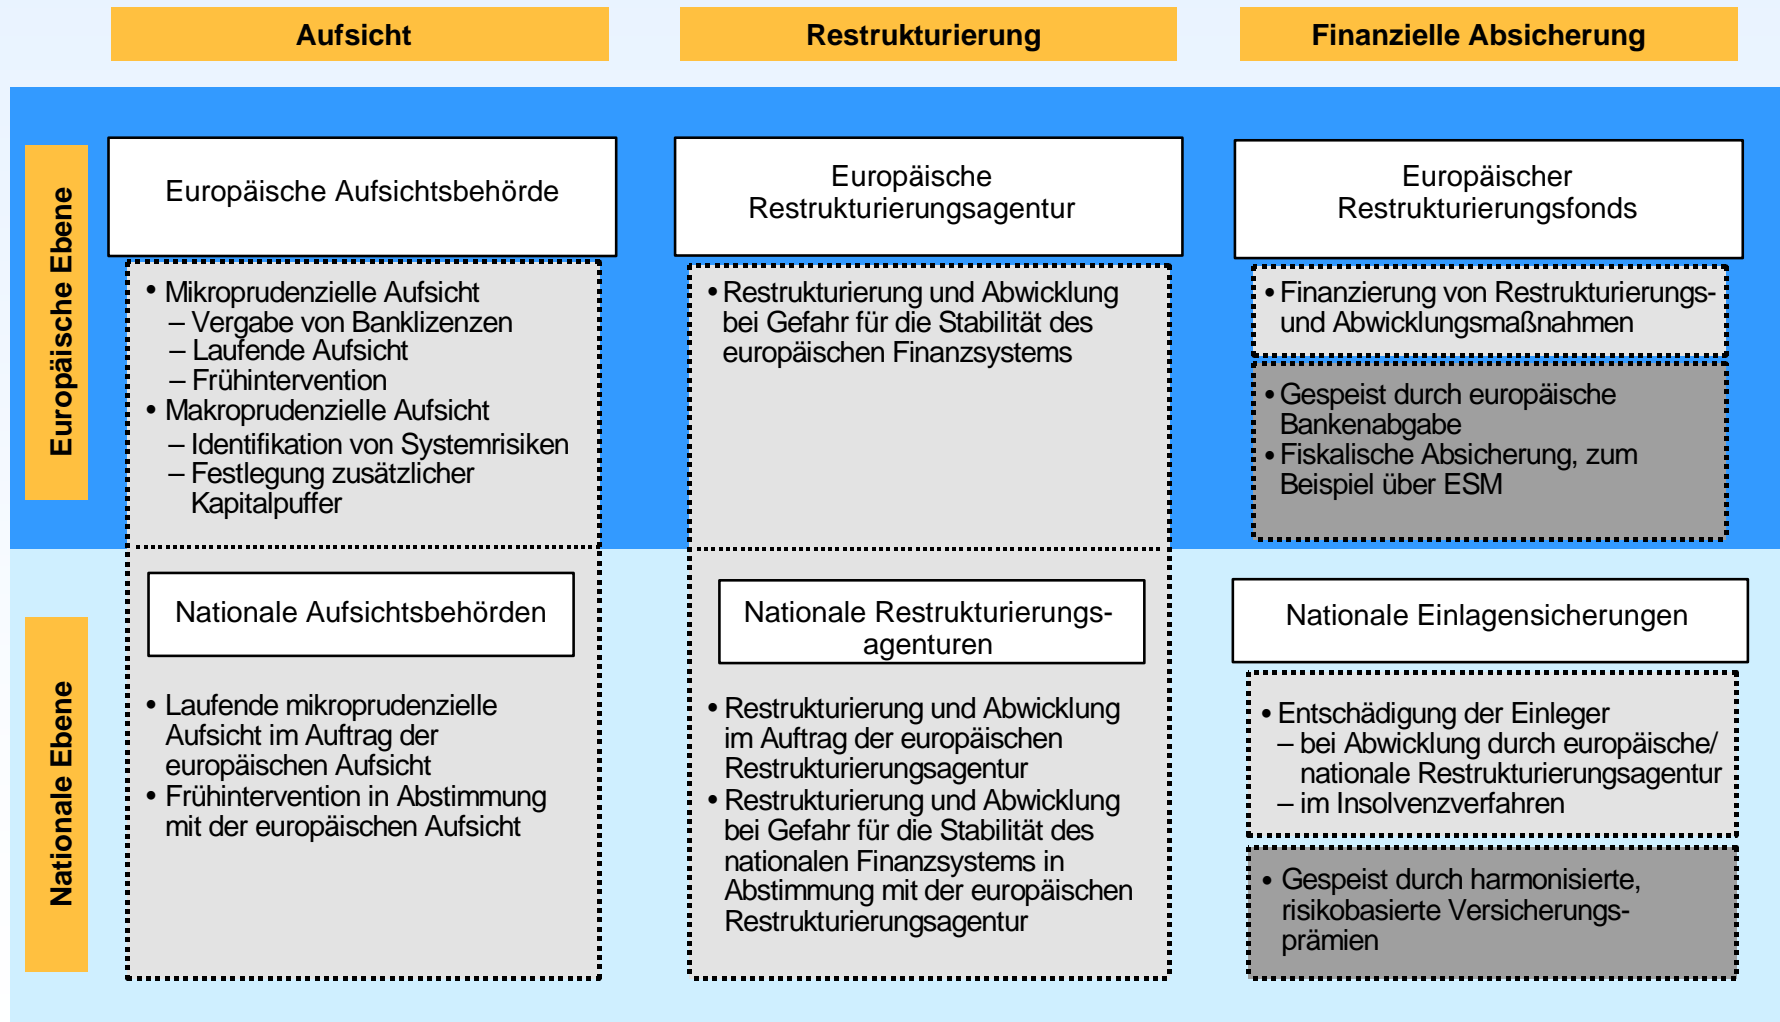 Aufsicht
Restrukturierung
Finanzielle Absicherung
Europäische Ebene
Europäische Aufsichtsbehörde
• Mikroprudenzielle Aufsicht
– Vergabe von Banklizenzen
– Laufende Aufsicht
– Frühintervention
• Makroprudenzielle Aufsicht
– Identifikation von Systemrisiken
– Festlegung zusätzlicher
Kapitalpuffer
Europäische
Restrukturierungsagentur
• Restrukturierung und Abwicklung
bei Gefahr für die Stabilität des
europäischen Finanzsystems
Europäischer
Restrukturierungsfonds
• Finanzierung von Restrukturierungs-
und Abwicklungsmaßnahmen
• Gespeist durch europäische
Bankenabgabe
• Fiskalische Absicherung, zum
Beispiel über ESM
Nationale Ebene
Nationale Aufsichtsbehörden
• Laufende mikroprudenzielle
Aufsicht im Auftrag der
europäischen Aufsicht
• Frühintervention in Abstimmung
mit der europäischen Aufsicht
Nationale Restrukturierungs-
agenturen
• Restrukturierung und Abwicklung
im Auftrag der europäischen
Restrukturierungsagentur
• Restrukturierung und Abwicklung
bei Gefahr für die Stabilität des
nationalen Finanzsystems in
Abstimmung mit der europäischen
Restrukturierungsagentur
Nationale Einlagensicherungen
• Entschädigung der Einleger
– bei Abwicklung durch europäische/
nationale Restrukturierungsagentur
– im Insolvenzverfahren
• Gespeist durch harmonisierte,
risikobasierte Versicherungs-
prämien